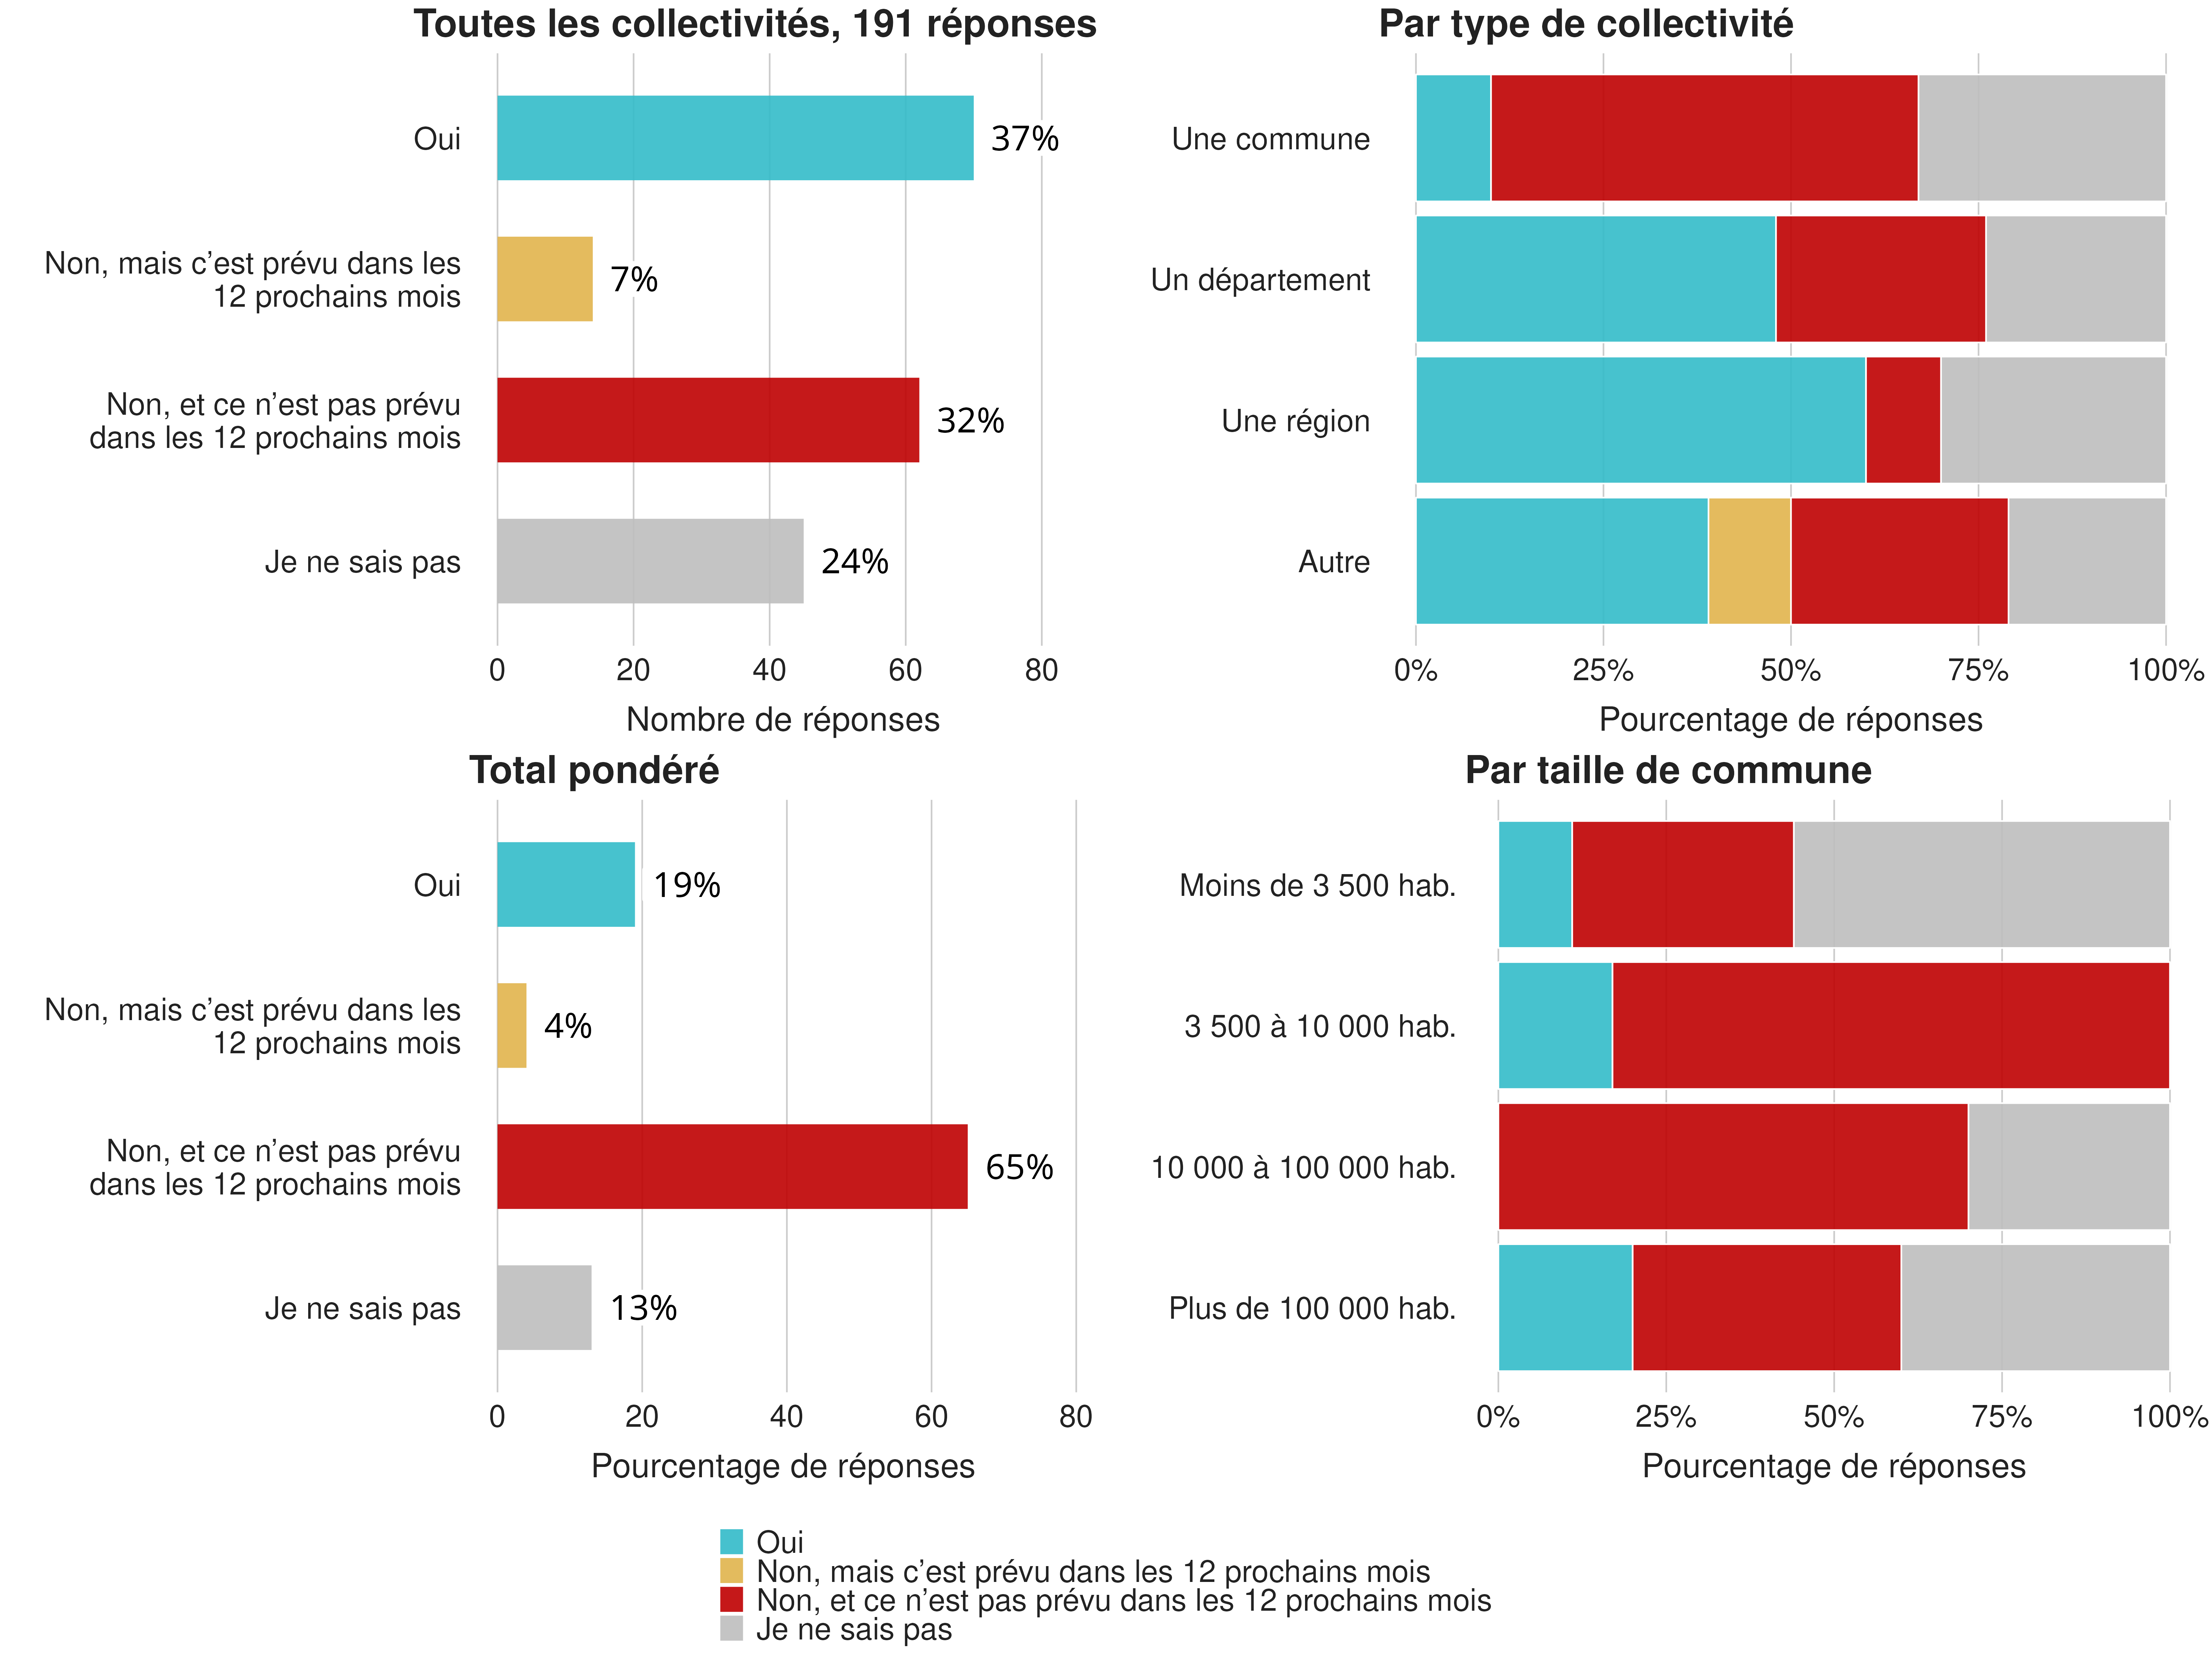 Toutes les collectivités, 191 réponses
Oui
37%
Non, mais c’est prévu dans les
12 prochains mois
7%
Non, et ce n’est pas prévu
dans les 12 prochains mois
32%
Je ne sais pas
24%
0 20 40 60 80
Nombre de réponses
Par type de collectivité
Une commune
Un département
Une région
Autre
0% 25% 50% 75% 100%
Pourcentage de réponses
Total pondéré
Oui
19%
Non, mais c’est prévu dans les
12 prochains mois
4%
Non, et ce n’est pas prévu
dans les 12 prochains mois
65%
Je ne sais pas
13%
0 20 40 60 80
Pourcentage de réponses
Par taille de commune
Moins de 3 500 hab.
3 500 à 10 000 hab.
10 000 à 100 000 hab.
Plus de 100 000 hab.
0% 25% 50% 75% 100%
Pourcentage de réponses
Oui
Non, mais c’est prévu dans les 12 prochains mois
Non, et ce n’est pas prévu dans les 12 prochains mois
Je ne sais pas